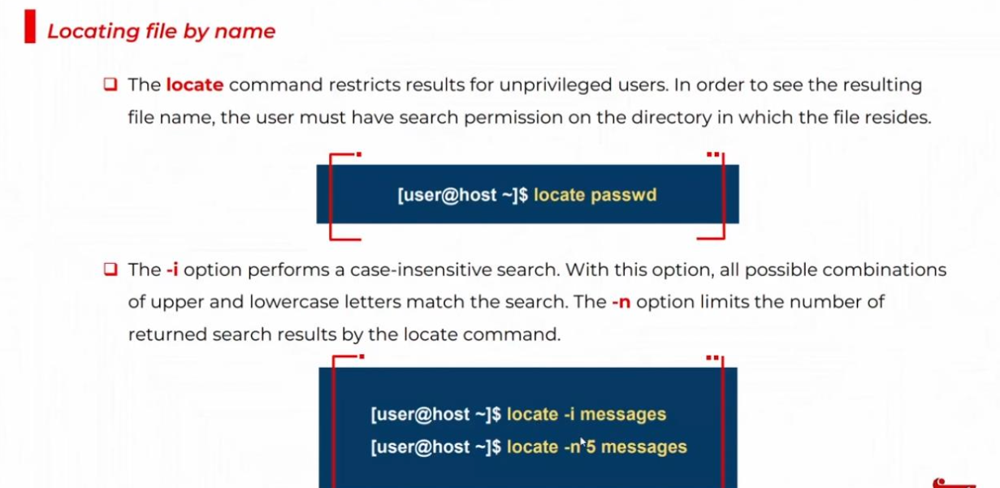 Locating file by name
The locate command restricts results for unprivileged users. In order to see the resulting
file name, the user must have search permission on the directory in which the file resides.
[user@host ~]$ locate passwd
The -i option performs a case-insensitive search. With this option, all possible combinations
of upper and lowercase letters match the search. The -n option limits the number of
returned search results by the locate command.
[user@host ~]$ locate -i messages
[user@host ~]$ locate -n 5 messages